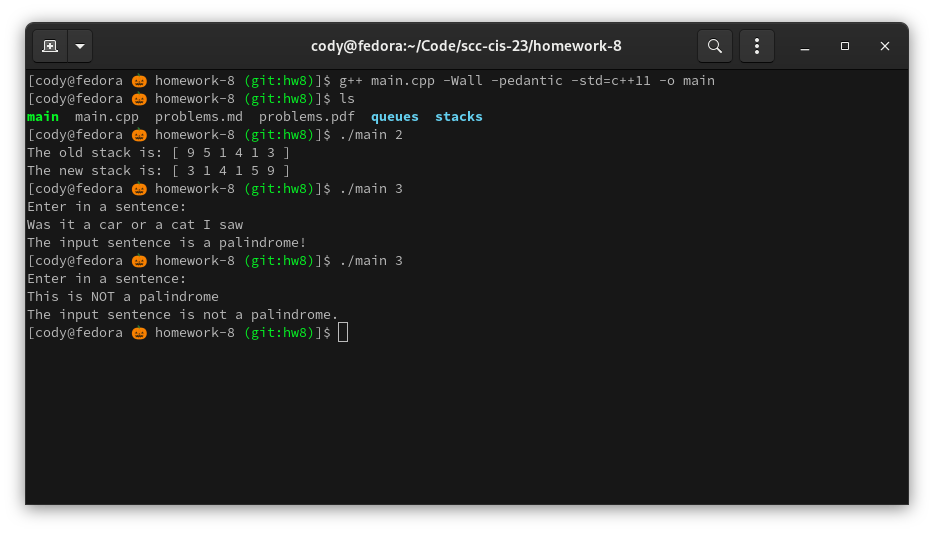 cody@fedora:~/Code/scc-cis-23/homework-8
[cody@fedora 🎃 homework-8 (git:hw8)]$ g++ main.cpp -Wall -pedantic -std=c++11 -o main
[cody@fedora 🎃 homework-8 (git:hw8)]$ ls
main  main.cpp  problems.md  problems.pdf  queues  stacks
[cody@fedora 🎃 homework-8 (git:hw8)]$ ./main 2
The old stack is: [ 9 5 1 4 1 3 ]
The new stack is: [ 3 1 4 1 5 9 ]
[cody@fedora 🎃 homework-8 (git:hw8)]$ ./main 3
Enter in a sentence:
Was it a car or a cat I saw
The input sentence is a palindrome!
[cody@fedora 🎃 homework-8 (git:hw8)]$ ./main 3
Enter in a sentence:
This is NOT a palindrome
The input sentence is not a palindrome.
[cody@fedora 🎃 homework-8 (git:hw8)]$